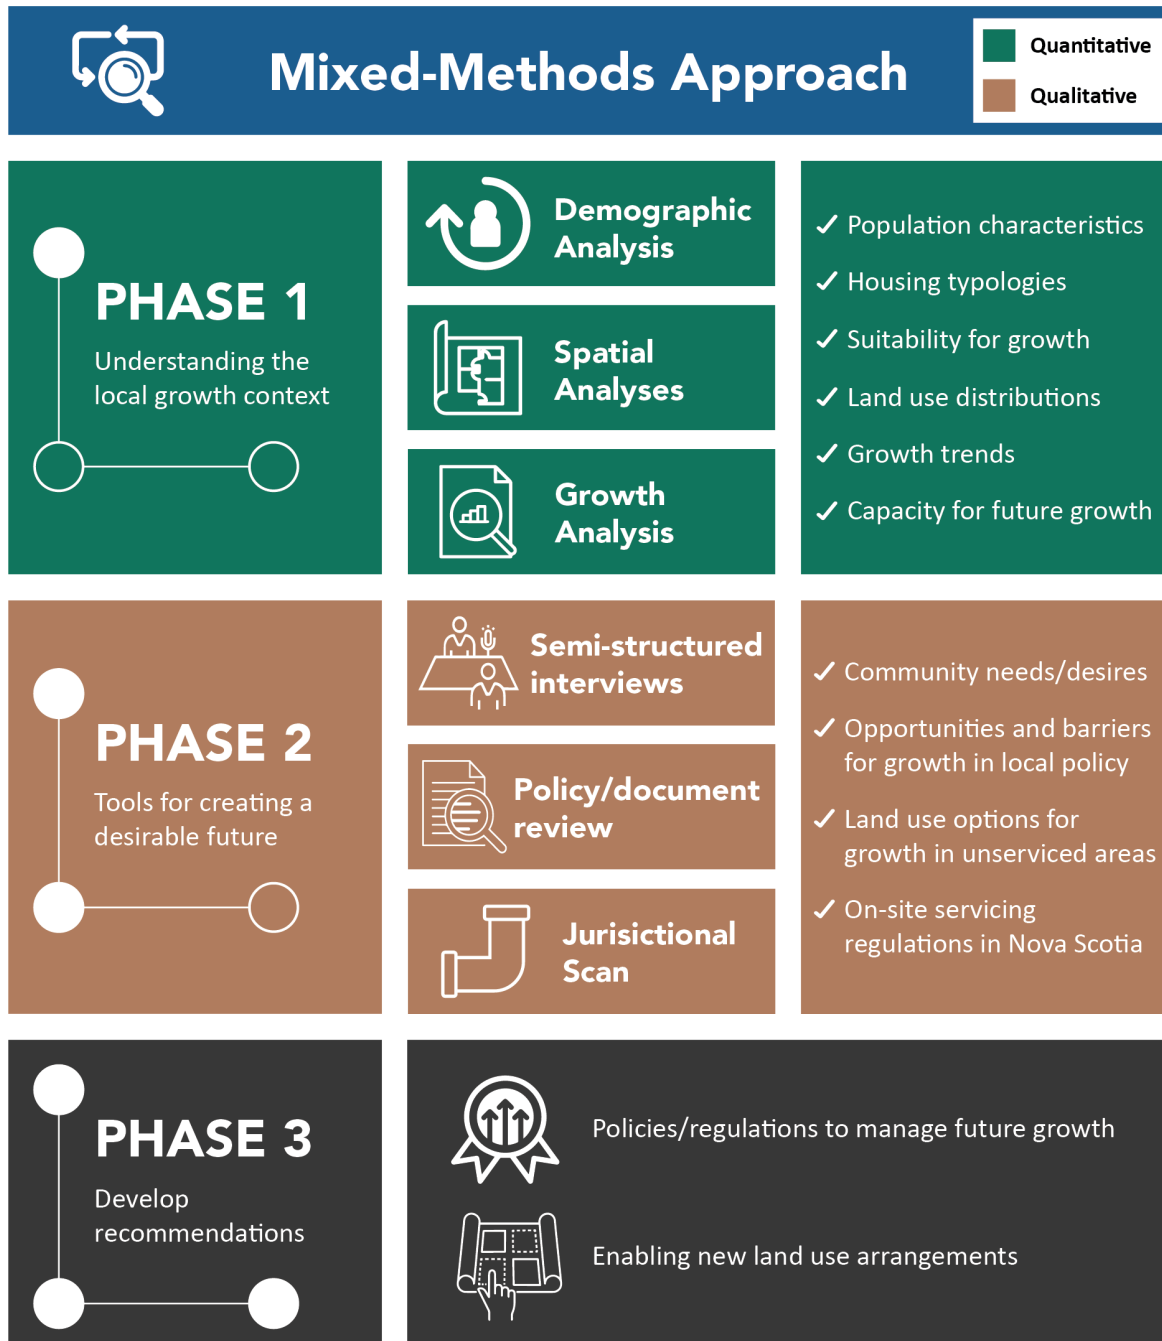 Mixed-Methods Approach
Quantitative
Qualitative
PHASE 1
Understanding the
local growth context
Demographic
Analysis
Spatial
Analyses
Growth
Analysis
✓ Population characteristics
✓ Housing typologies
✓ Suitability for growth
✓ Land use distributions
✓ Growth trends
✓ Capacity for future growth
PHASE 2
Tools for creating a
desirable future
Semi-structured
interviews
Policy/document
review
Jurisictional
Scan
✓ Community needs/desires
✓ Opportunities and barriers
for growth in local policy
✓ Land use options for
growth in unserviced areas
✓ On-site servicing
regulations in Nova Scotia
PHASE 3
Develop
recommendations
Policies/regulations to manage future growth
Enabling new land use arrangements